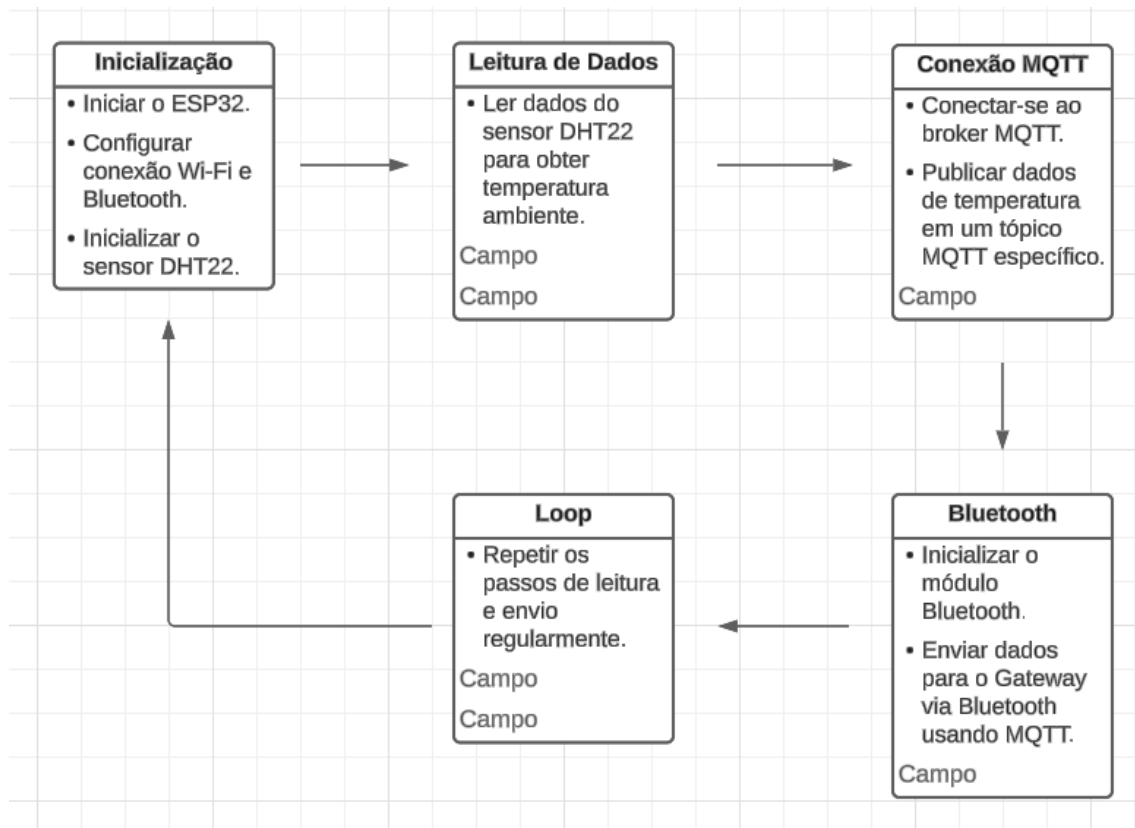 Inicialização
• Iniciar o ESP32.
• Configurar
conexão Wi-Fi e
Bluetooth.
• Inicializar o
sensor DHT22.
Leitura de Dados
• Ler dados do
sensor DHT22
para obter
temperatura
ambiente.
Campo
Campo
Conexão MQTT
• Conectar-se ao
broker MQTT.
• Publicar dados
de temperatura
em um tópico
MQTT específico.
Campo
Bluetooth
• Inicializar o
módulo
Bluetooth.
• Enviar dados
para o Gateway
via Bluetooth
usando MQTT.
Campo
Loop
• Repetir os
passos de leitura
e envio
regularmente.
Campo
Campo